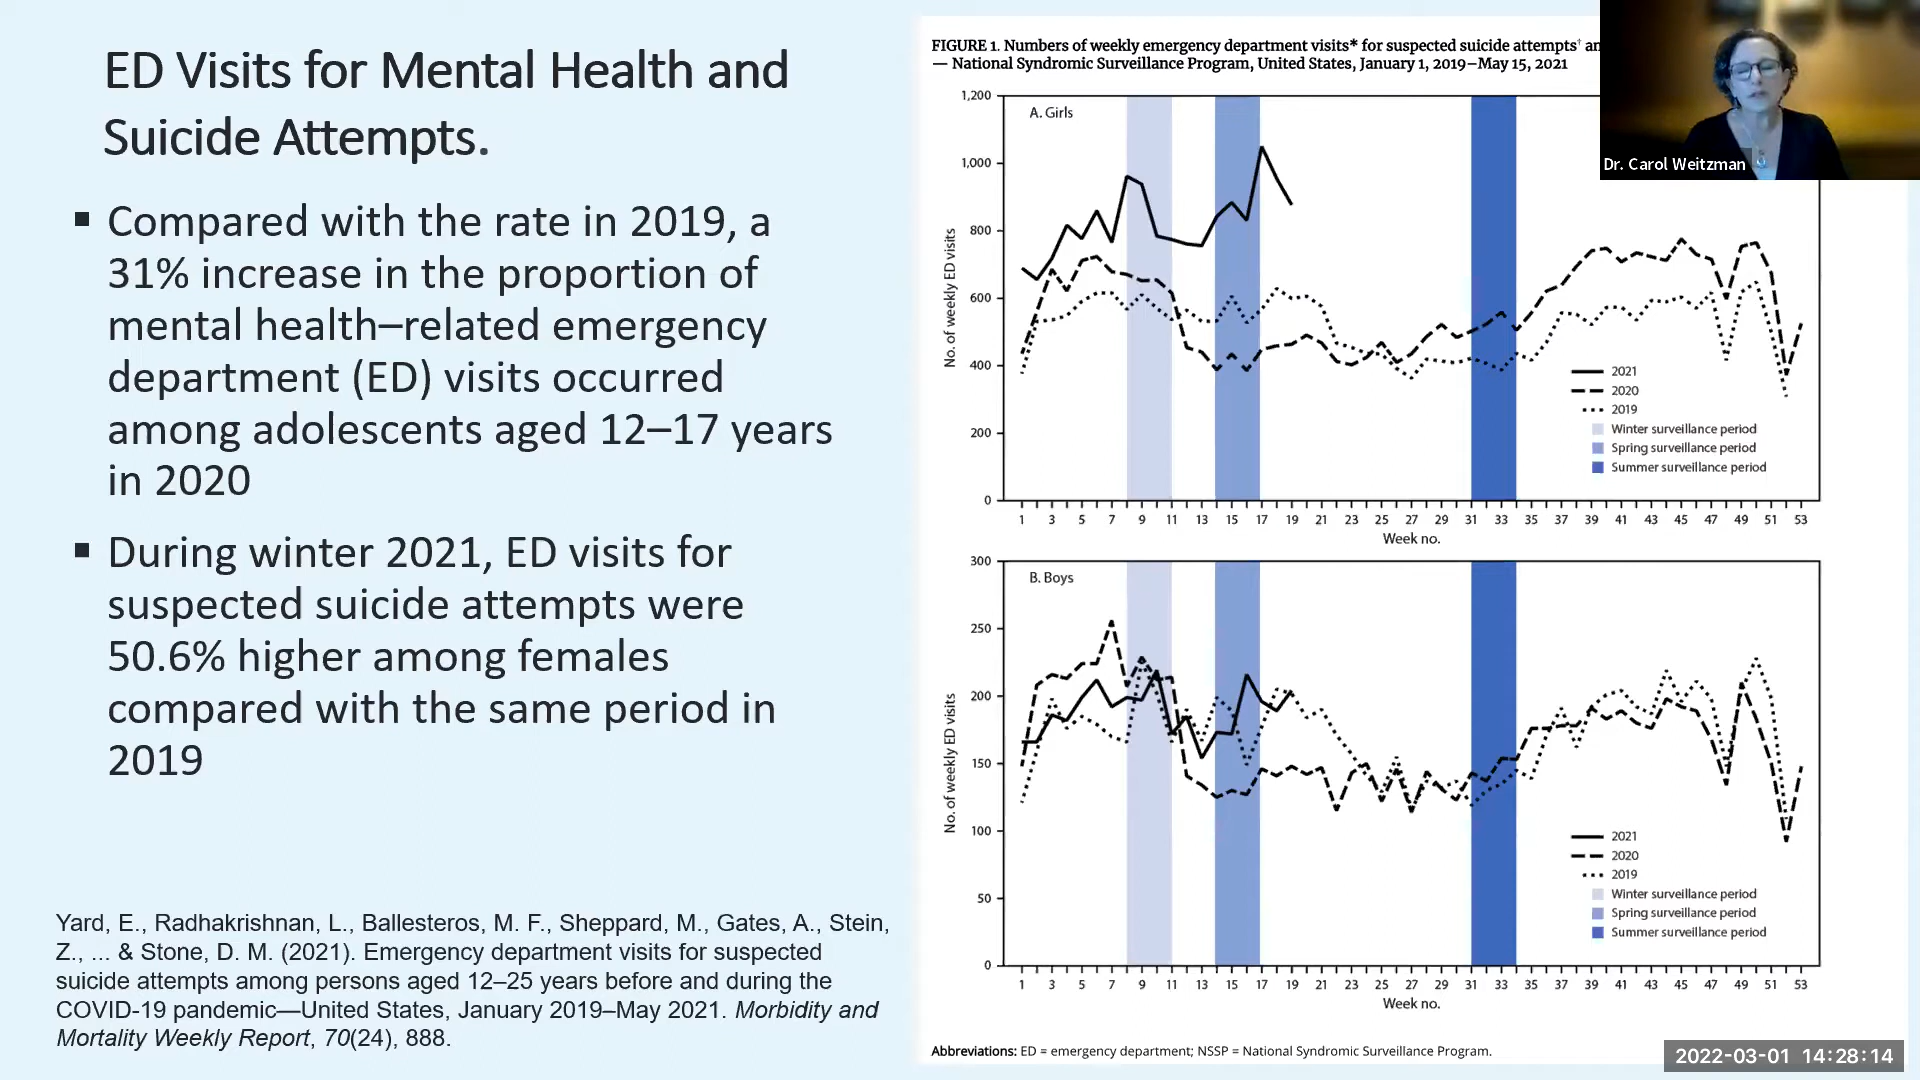 ED Visits for Mental Health and
Suicide Attempts.
▪ Compared with the rate in 2019, a
31% increase in the proportion of
mental health–related emergency
department (ED) visits occurred
among adolescents aged 12–17 years
in 2020
▪ During winter 2021, ED visits for
suspected suicide attempts were
50.6% higher among females
compared with the same period in
2019
Yard, E., Radhakrishnan, L., Ballesteros, M. F., Sheppard, M., Gates, A., Stein,
Z., ... & Stone, D. M. (2021). Emergency department visits for suspected
suicide attempts among persons aged 12–25 years before and during the
COVID-19 pandemic—United States, January 2019–May 2021. Morbidity and
Mortality Weekly Report, 70(24), 888.
FIGURE 1. Numbers of weekly emergency department visits* for suspected suicide attempts†
— National Syndromic Surveillance Program, United States, January 1, 2019–May 15, 2021
Dr. Carol Weitzman
A. Girls
No. of weekly ED visits
1,200
1,000
800
600
400
200
0
2021
2020
2019
Winter surveillance period
Spring surveillance period
Summer surveillance period
1 3 5 7 9 11 13 15 17 19 21 23 25 27 29 31 33 35 37 39 41 43 45 47 49 51 53
Week no.
B. Boys
No. of weekly ED visits
300
250
200
150
100
50
0
2021
2020
2019
Winter surveillance period
Spring surveillance period
Summer surveillance period
1 3 5 7 9 11 13 15 17 19 21 23 25 27 29 31 33 35 37 39 41 43 45 47 49 51 53
Week no.
Abbreviations: ED = emergency department; NSSP = National Syndromic Surveillance Program.
2022-03-01 14:28:14